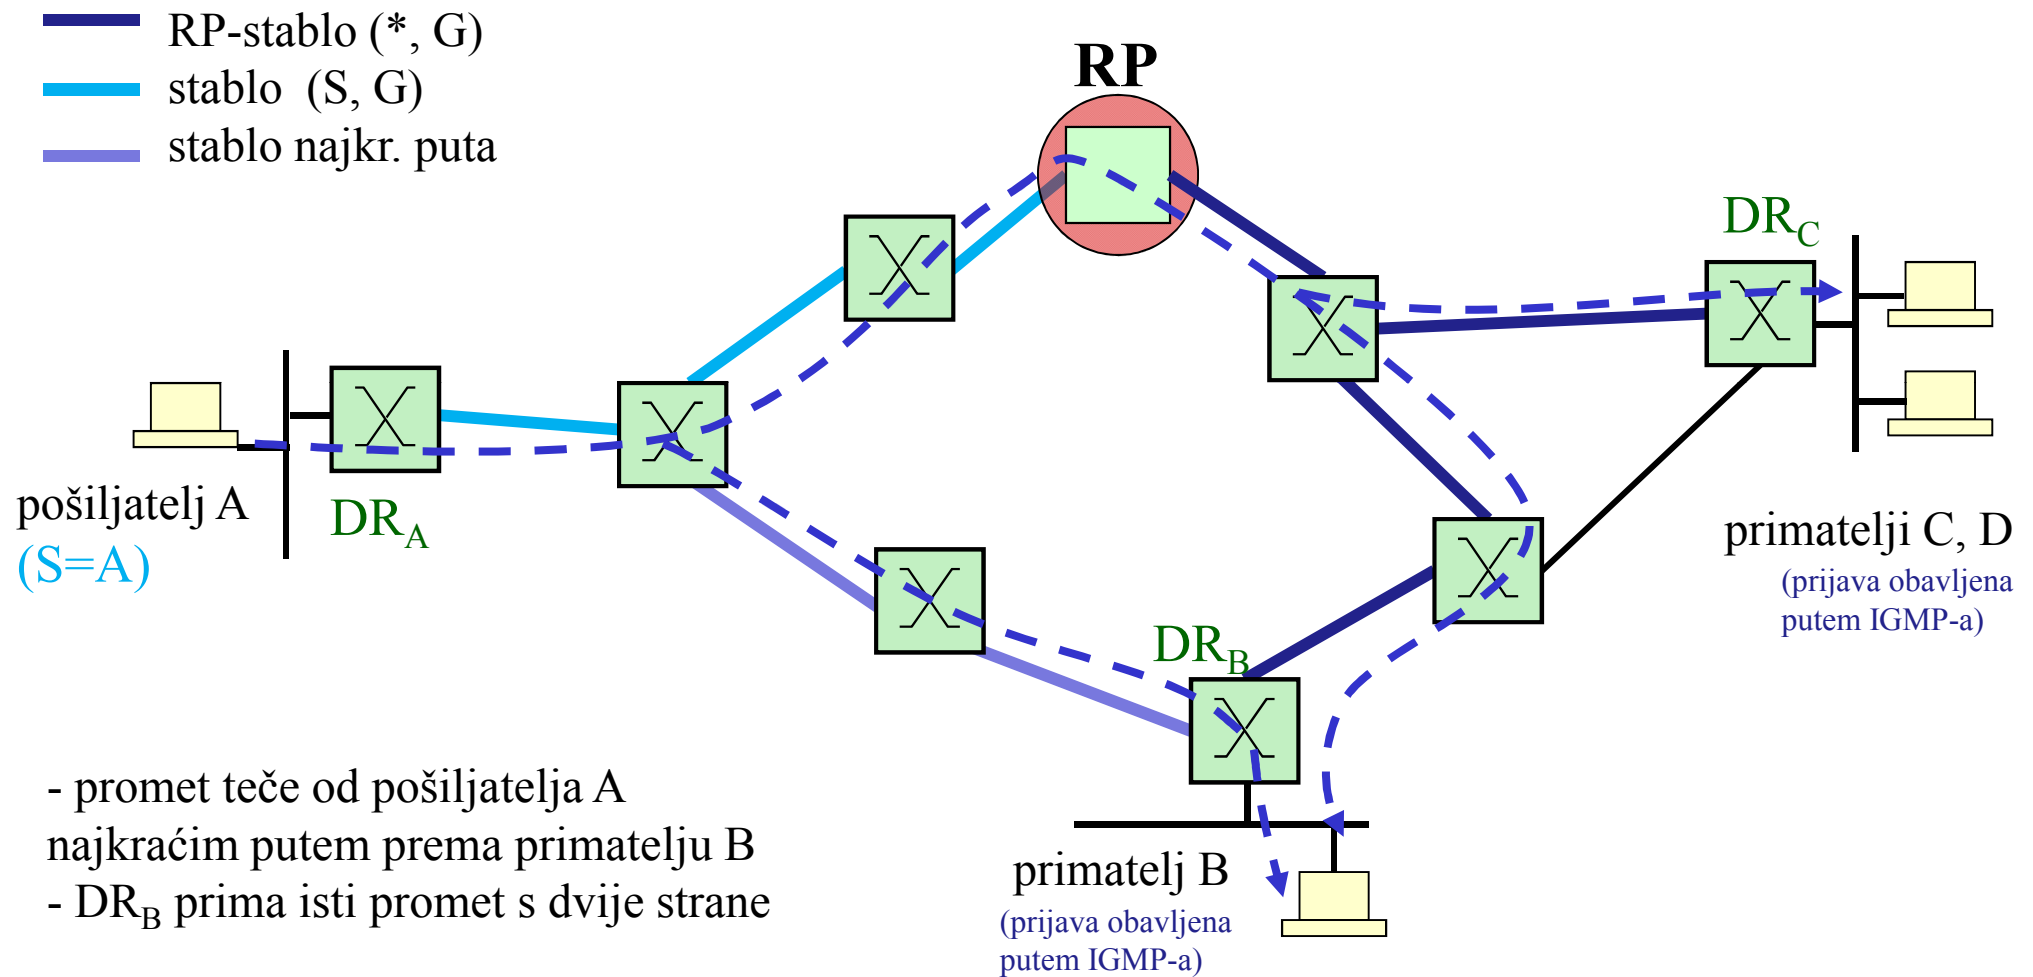 RP-stablo (*, G)
stablo (S, G)
stablo najkr. puta
RP
DRC
pošiljatelj A
(S=A)
DRA
primatelji C, D
(prijava obavljena
putem IGMP-a)
DRB
- promet teče od pošiljatelja A
najkraćim putem prema primatelju B
- DRB prima isti promet s dvije strane
primatelj B
(prijava obavljena
putem IGMP-a)